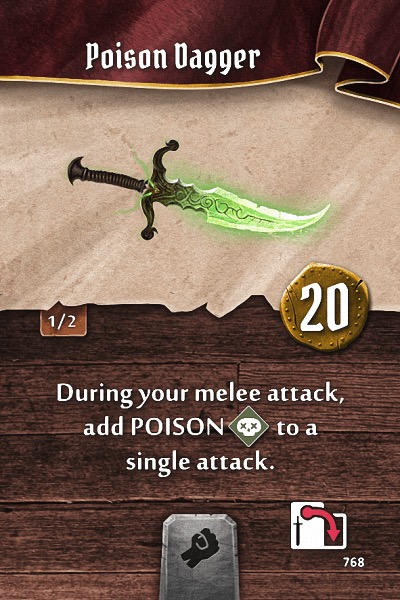 Poison Dagger
20
1/2
During your melee attack,
add POISON to a
single attack.
768